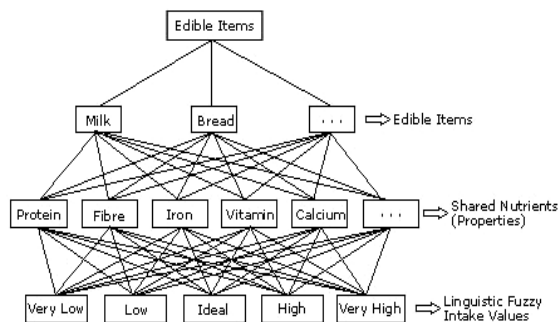 Edible Items
Milk
Bread
. . .
Edible Items
Protein
Fibre
Iron
Vitamin
Calcium
. . .
Shared Nutrients
(Properties)
Very Low
Low
Ideal
High
Very High
Linguistic Fuzzy
Intake Values